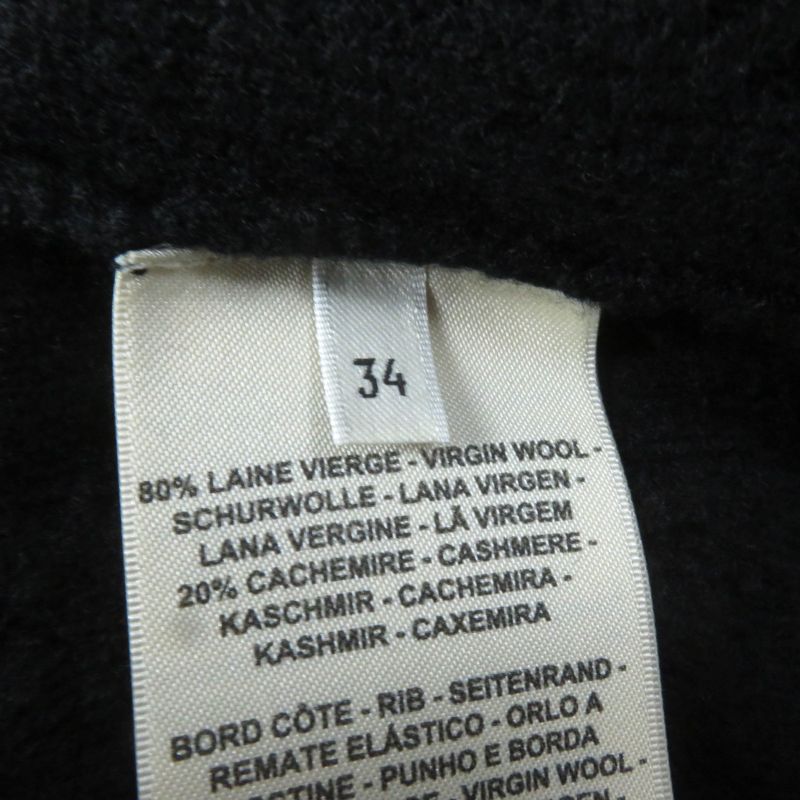 34
80% LAINE VIERGE - VIRGIN WOOL -
SCHURWOLLE - LANA VIRGEN -
LANA VERGINE - LÃ VIRGEM
20% CACHEMIRE - CASHMERE -
KASCHMIR - CACHEMIRA -
KASHMIR - CAXEMIRA
BORD CÔTE - RIB - SEITENRAND -
REMATE ELÁSTICO - ORLO A
- PUNHO E BORDA
- VIRGIN WOOL -